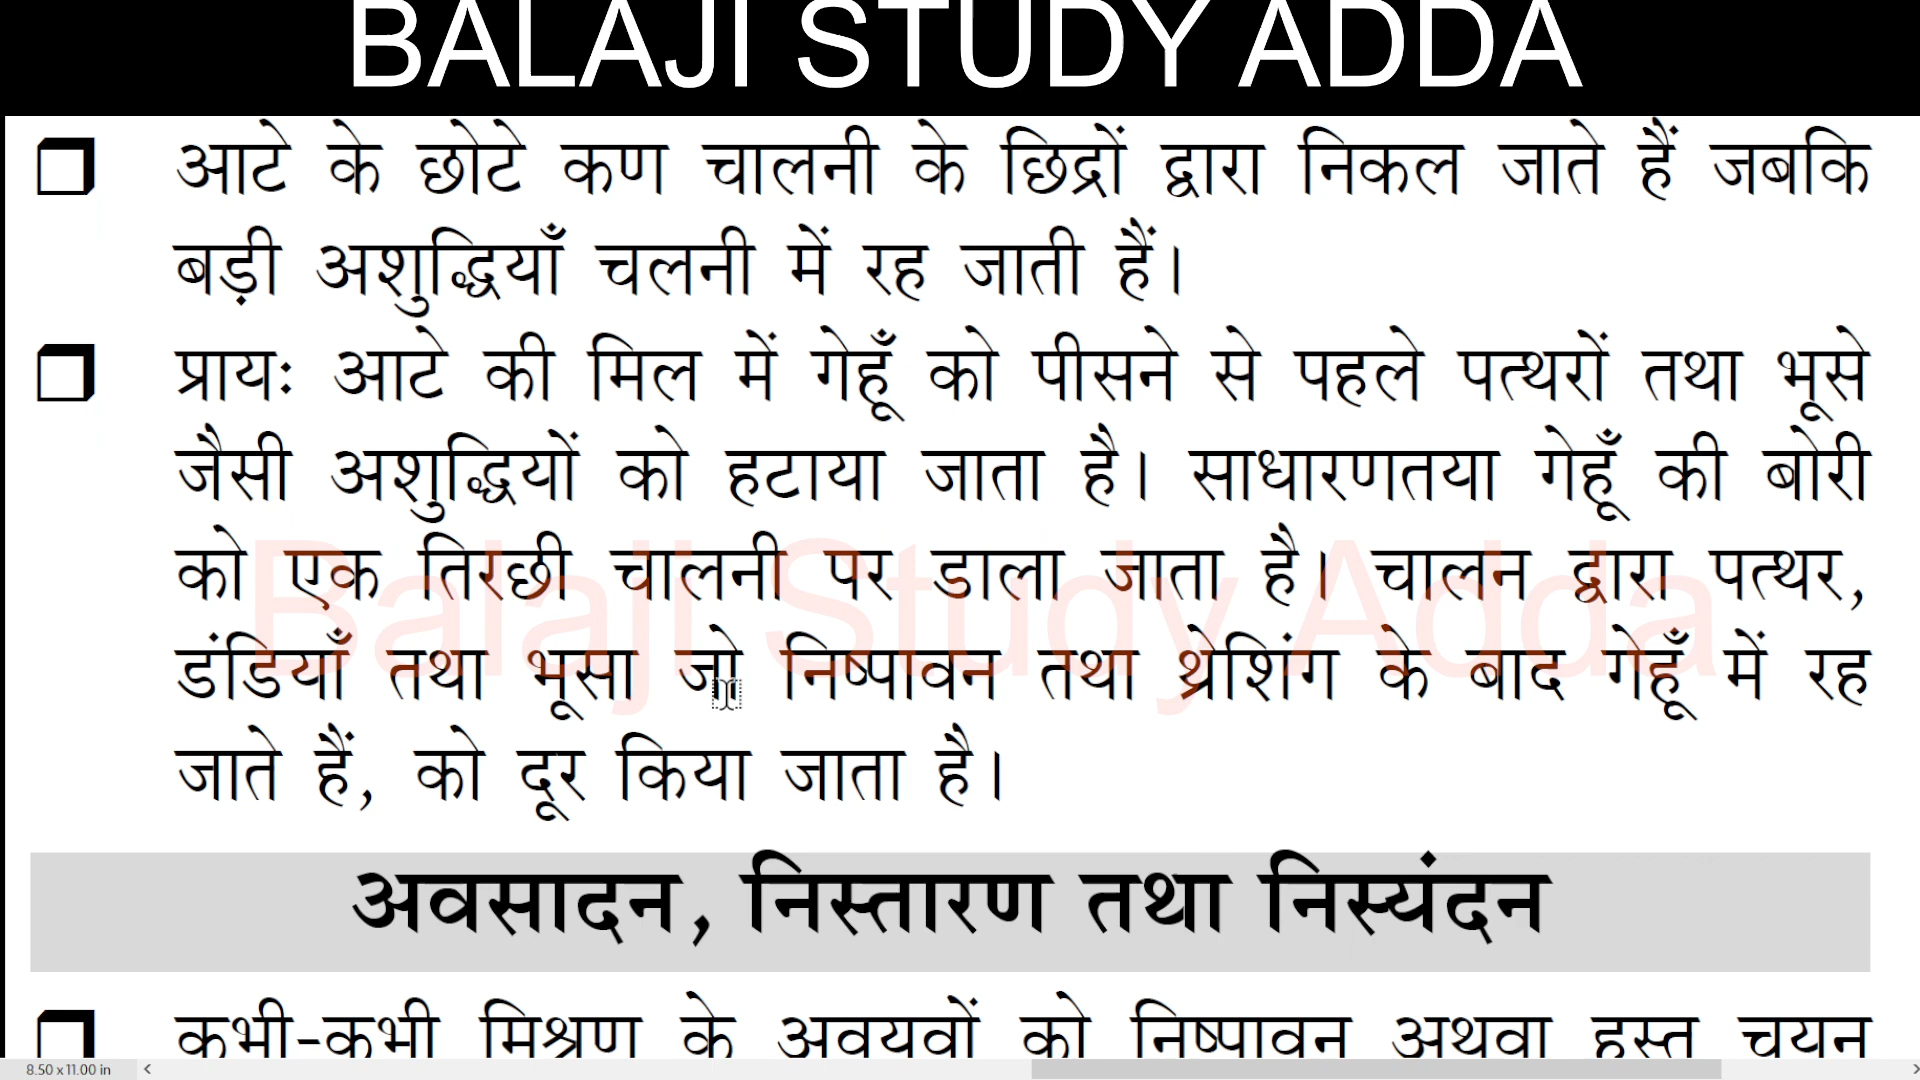 BALAJI STUDY ADDA
❒ आटे के छोटे कण चालनी के छिद्रों द्वारा निकल जाते हैं जबकि
बड़ी अशुद्धियाँ चलनी में रह जाती हैं।
❒ प्रायः आटे की मिल में गेहूँ को पीसने से पहले पत्थरों तथा भूसे
जैसी अशुद्धियों को हटाया जाता है। साधारणतया गेहूँ की बोरी
को एक तिरछी चालनी पर डाला जाता है। चालन द्वारा पत्थर,
Balaji Study Adda
डंडियाँ तथा भूसा जो निष्पावन तथा थ्रेशिंग के बाद गेहूँ में रह
जाते हैं, को दूर किया जाता है।
अवसादन, निस्तारण तथा निस्यंदन
❒ कभी-कभी मिश्रण के अवयवों को निष्पावन अथवा हस्त चयन
8.50 x 11.00 in